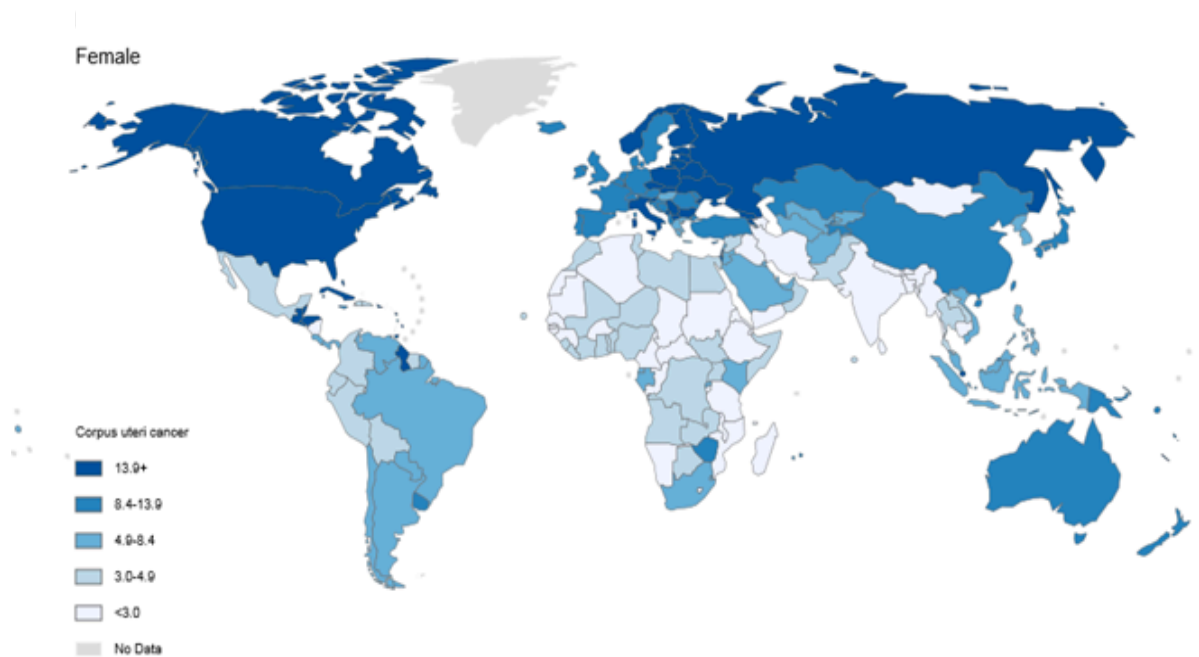 Female
Corpus uteri cancer
13.9+
8.4-13.9
4.9-8.4
3.0-4.9
<3.0
No Data